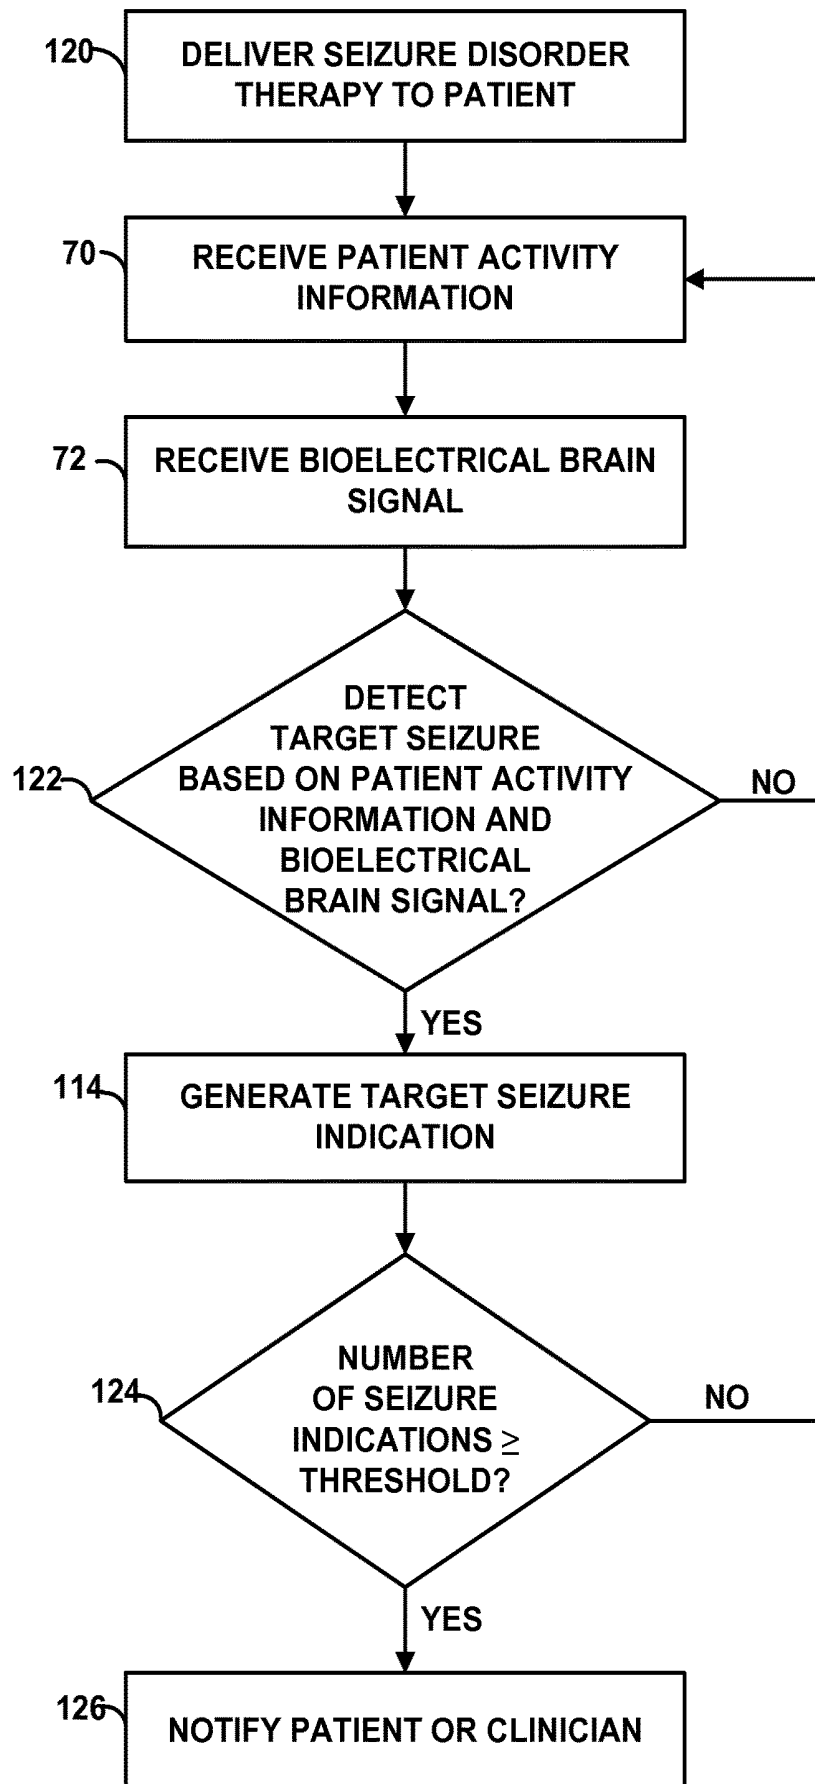 120
DELIVER SEIZURE DISORDER
THERAPY TO PATIENT
70
RECEIVE PATIENT ACTIVITY
INFORMATION
72
RECEIVE BIOELECTRICAL BRAIN
SIGNAL
122
DETECT
TARGET SEIZURE
BASED ON PATIENT ACTIVITY
INFORMATION AND
BIOELECTRICAL
BRAIN SIGNAL?
NO
YES
114
GENERATE TARGET SEIZURE
INDICATION
124
NUMBER
OF SEIZURE
INDICATIONS ≥
THRESHOLD?
NO
YES
126
NOTIFY PATIENT OR CLINICIAN